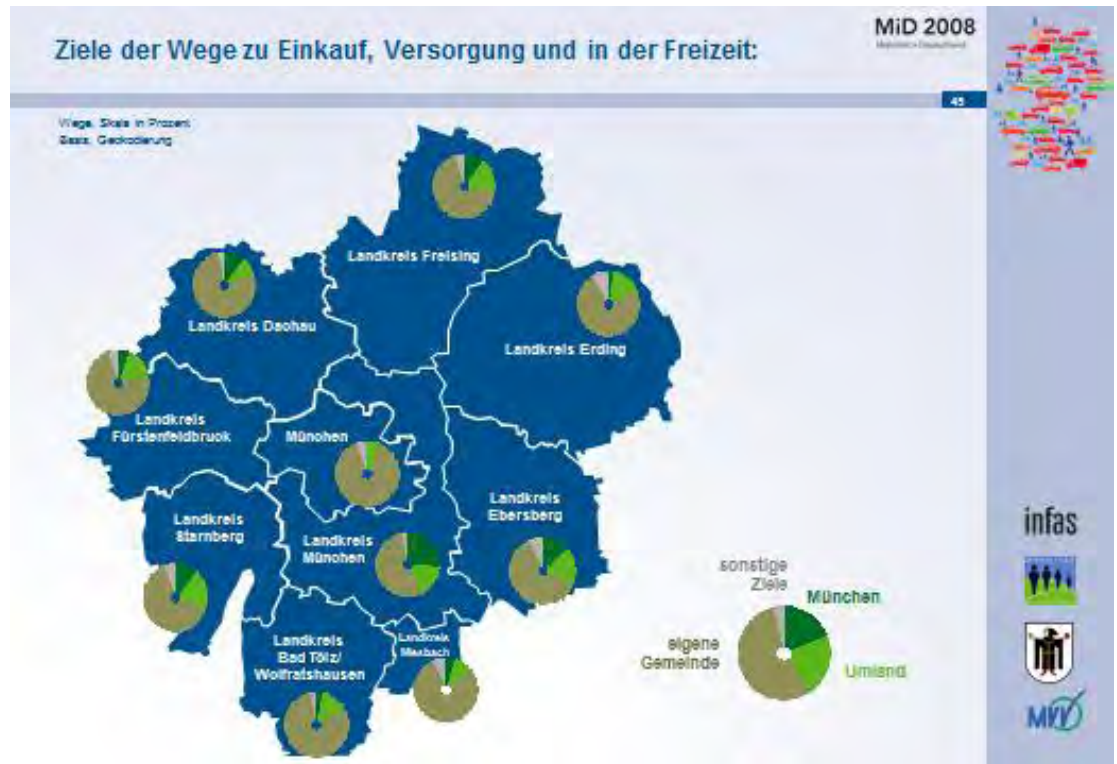 Ziele der Wege zu Einkauf, Versorgung und in der Freizeit:
MiD 2008
45
Wege, Skala in Prozent
Basis, Geokodierung
Landkreis Freising
Landkreis Dachau
Landkreis Erding
Landkreis
Fürstenfeldbruck
München
Landkreis
Ebersberg
Landkreis
Starnberg
Landkreis
München
Landkreis
Bad Tölz/
Wolfratshausen
Landkreis
Miesbach
sonstige
Ziele
München
eigene
Gemeinde
Umland
infas
MVV